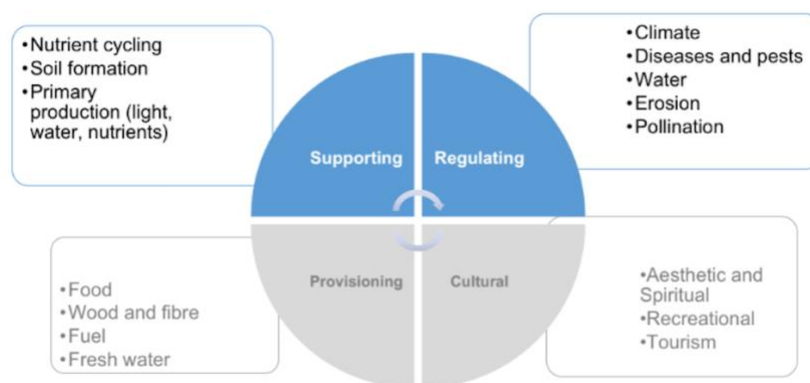 •Nutrient cycling
•Soil formation
•Primary
production (light,
water, nutrients)
•Climate
•Diseases and pests
•Water
•Erosion
•Pollination
Supporting
Regulating
Provisioning
Cultural
•Food
•Wood and fibre
•Fuel
•Fresh water
•Aesthetic and
Spiritual
•Recreational
•Tourism